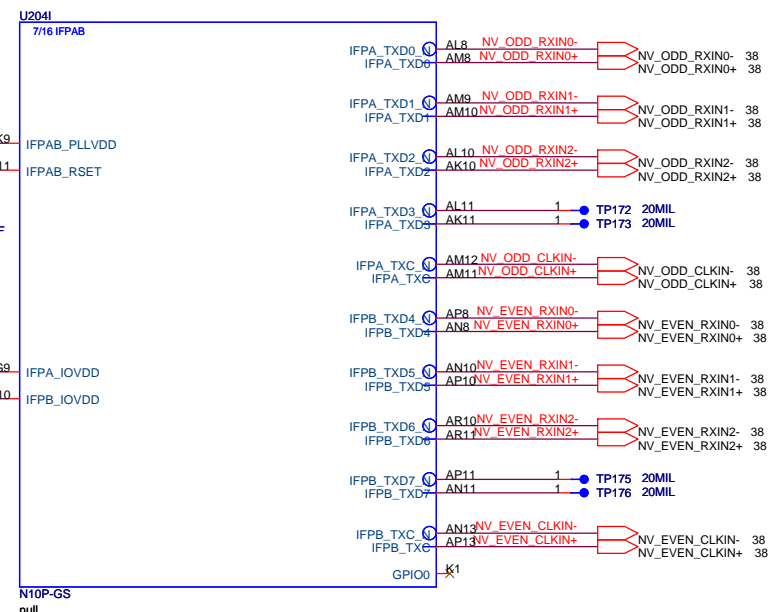 U204I
7/16 IFPAB
IFPA_TXD0_N AL8 NV_ODD_RXIN0- NV_ODD_RXIN0- 38
IFPA_TXD0 AM8 NV_ODD_RXIN0+ NV_ODD_RXIN0+ 38
IFPA_TXD1_N AM9 NV_ODD_RXIN1- NV_ODD_RXIN1- 38
IFPA_TXD1 AM10 NV_ODD_RXIN1+ NV_ODD_RXIN1+ 38
IFPAB_PLLVDD
IFPA_TXD2_N AL10 NV_ODD_RXIN2- NV_ODD_RXIN2- 38
IFPAB_RSET
IFPA_TXD2 AK10 NV_ODD_RXIN2+ NV_ODD_RXIN2+ 38
IFPA_TXD3_N AL11 1 TP172 20MIL
IFPA_TXD3 AK11 1 TP173 20MIL
IFPA_TXC_N AM12 NV_ODD_CLKIN- NV_ODD_CLKIN- 38
IFPA_TXC AM11 NV_ODD_CLKIN+ NV_ODD_CLKIN+ 38
IFPB_TXD4_N AP8 NV_EVEN_RXIN0- NV_EVEN_RXIN0- 38
IFPB_TXD4 AN8 NV_EVEN_RXIN0+ NV_EVEN_RXIN0+ 38
IFPA_IOVDD
IFPB_TXD5_N AN10 NV_EVEN_RXIN1- NV_EVEN_RXIN1- 38
IFPB_TXD5 AP10 NV_EVEN_RXIN1+ NV_EVEN_RXIN1+ 38
IFPB_IOVDD
IFPB_TXD6_N AR10 NV_EVEN_RXIN2- NV_EVEN_RXIN2- 38
IFPB_TXD6 AR11 NV_EVEN_RXIN2+ NV_EVEN_RXIN2+ 38
IFPB_TXD7_N AP11 1 TP175 20MIL
IFPB_TXD7 AN11 1 TP176 20MIL
IFPB_TXC_N AN13 NV_EVEN_CLKIN- NV_EVEN_CLKIN- 38
IFPB_TXC AP13 NV_EVEN_CLKIN+ NV_EVEN_CLKIN+ 38
GPIO0 K1
N10P-GS
null